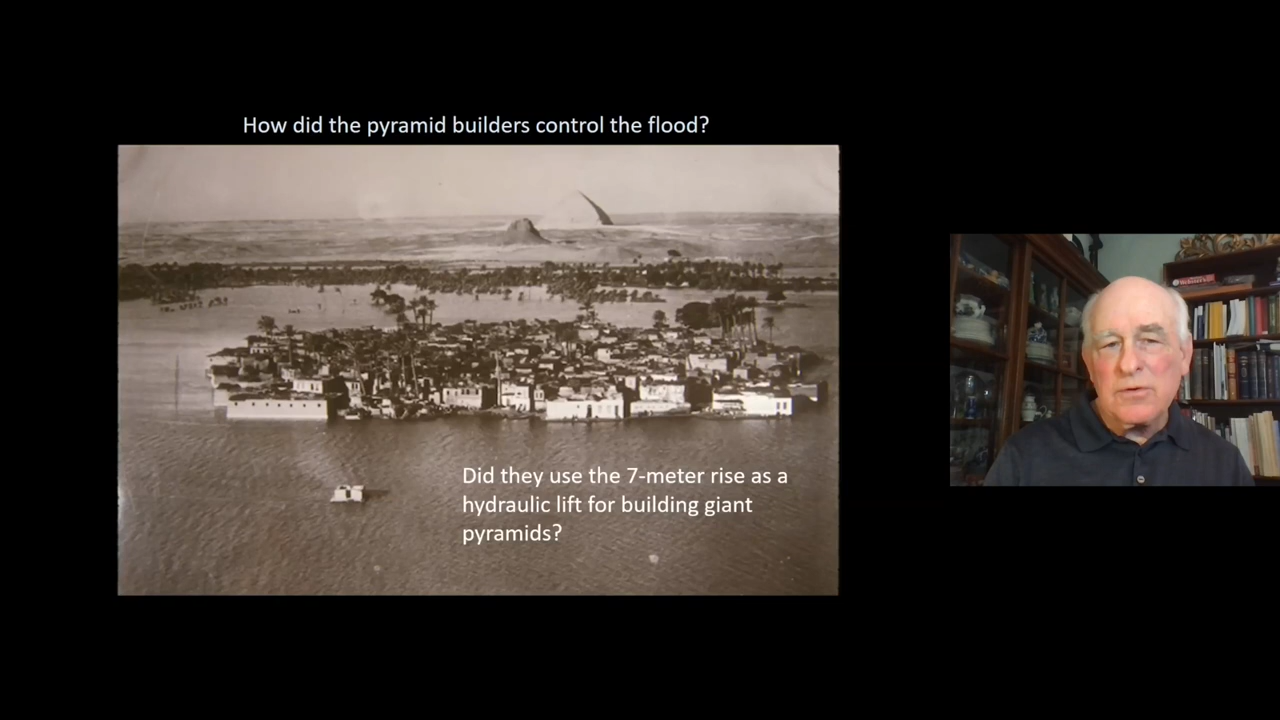 How did the pyramid builders control the flood?
Did they use the 7-meter rise as a
hydraulic lift for building giant
pyramids?